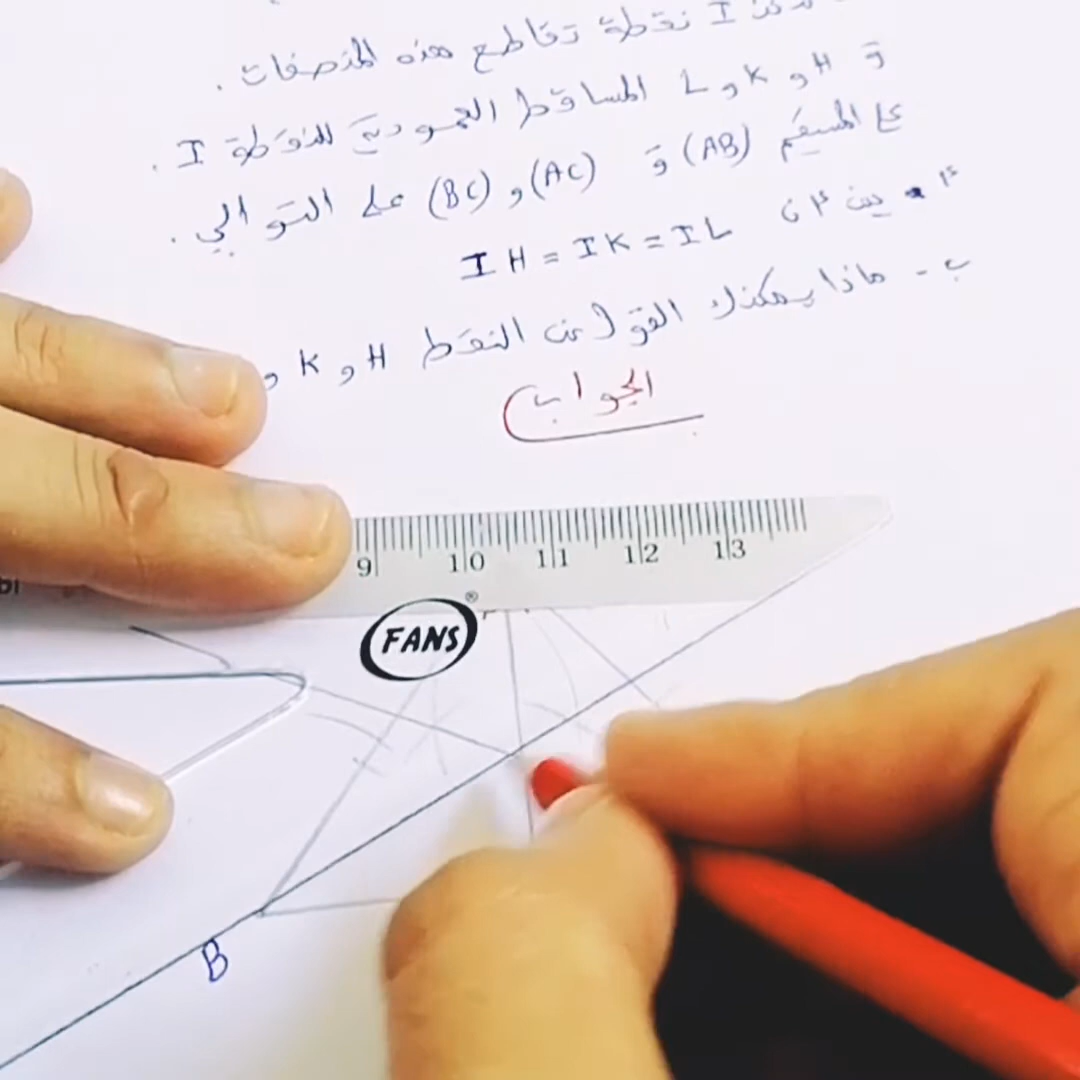 I نقطة تقاطع هذه المنصفات .
و H و K و L المساقط العمودية للنقطة I .
على المستقيم (AB) و (AC) و (BC) على التوالي .
أ - بين أن IH = IK = IL
ب - ماذا يمكنك القول عن النقط H و K و
الجواب
9 10 11 12 13
FANS ®
B